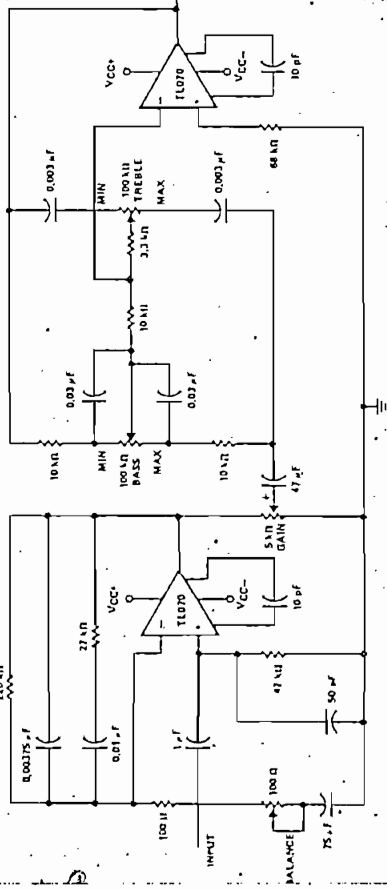 0.00375 µF
0.01 µF
27 kΩ
VCC+
TL070
VCC–
10 pF
100 Ω
1 µF
INPUT
47 kΩ
50 pF
100 Ω
BALANCE
75 µF
5 kΩ
GAIN
47 µF
+
10 kΩ
MIN
100 kΩ
BASS
MAX
10 kΩ
0.03 µF
0.03 µF
10 kΩ
3.3 kΩ
0.003 µF
MIN
100 kΩ
TREBLE
MAX
0.003 µF
VCC+
TL070
VCC–
10 pF
68 kΩ